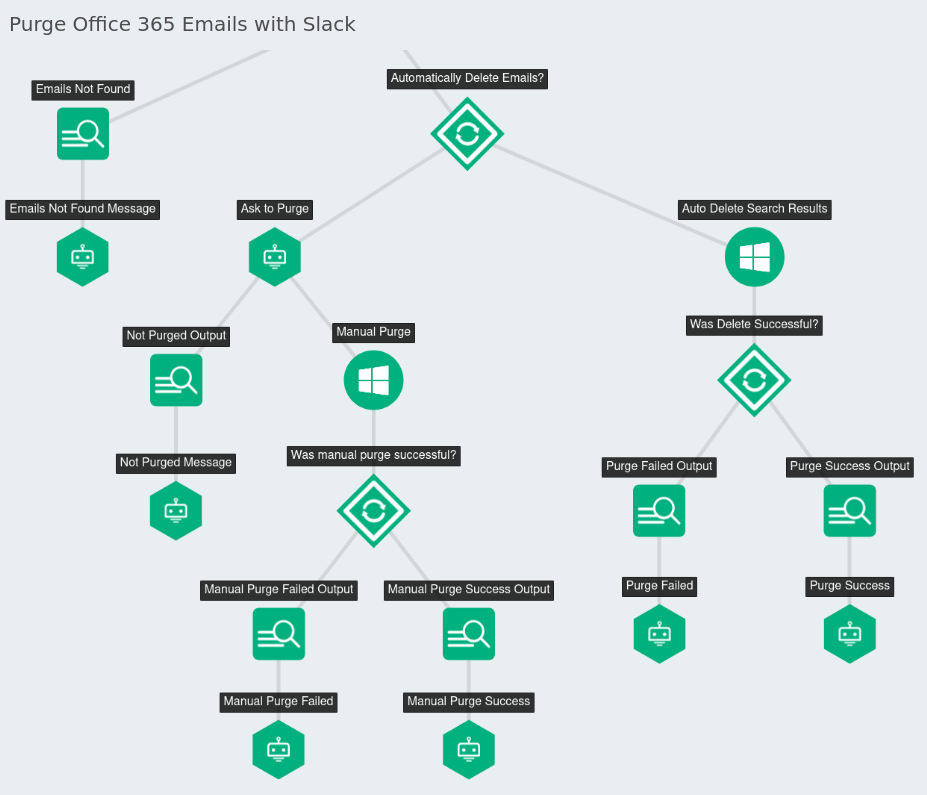 Purge Office 365 Emails with Slack
Automatically Delete Emails?
Emails Not Found
Emails Not Found Message
Ask to Purge
Auto Delete Search Results
Was Delete Successful?
Not Purged Output
Manual Purge
Was manual purge successful?
Not Purged Message
Purge Failed Output
Purge Success Output
Manual Purge Failed Output
Manual Purge Success Output
Purge Failed
Purge Success
Manual Purge Failed
Manual Purge Success